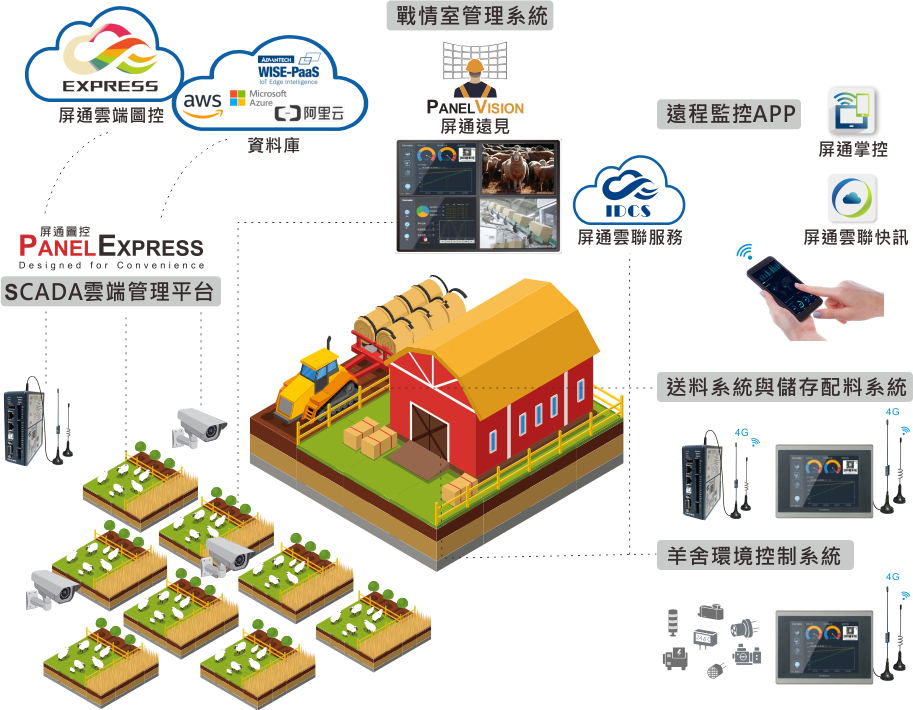 戰情室管理系統
EXPRESS
屏通雲端圖控
ADVANTECH
WISE-PaaS
IoT Edge Intelligence
aws
Microsoft
Azure
阿里云
資料庫
PANELVISION
屏通遠見
遠程監控APP
屏通掌控
IDCS
屏通雲聯服務
屏通雲聯快訊
屏通圖控
PANELEXPRESS
Designed for Convenience
SCADA雲端管理平台
送料系統與儲存配料系統
4G
4G
羊舍環境控制系統
4G